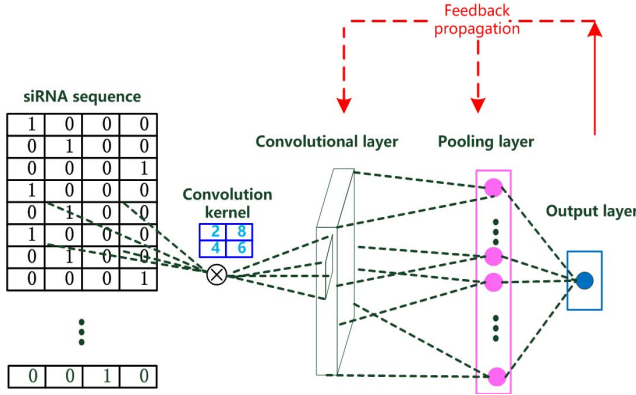 Feedback
propagation
siRNA sequence
Convolutional layer
Pooling layer
1 0 0 0
0 1 0 0
0 0 0 1
1 0 0 0
0 1 0 0
1 0 0 0
0 1 0 0
0 0 0 1
Convolution
kernel
2 8
4 6
Output layer
0 0 1 0